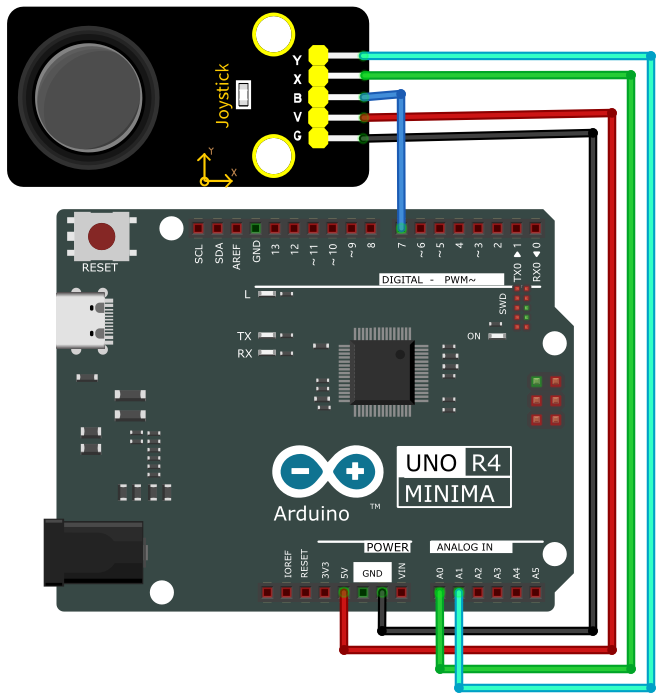 Joystick
Y
X
B
V
G
Y
X
RESET
SCL
SDA
AREF
GND
13
12
~11
~10
~9
8
7
~6
~5
4
~3
2
TX0 ▶ 1
RX0 ◀ 0
DIGITAL - PWM~
SWD
L
TX
RX
ON
UNO R4
MINIMA
Arduino
TM
POWER
ANALOG IN
IOREF
RESET
3V3
5V
GND
VIN
A0
A1
A2
A3
A4
A5